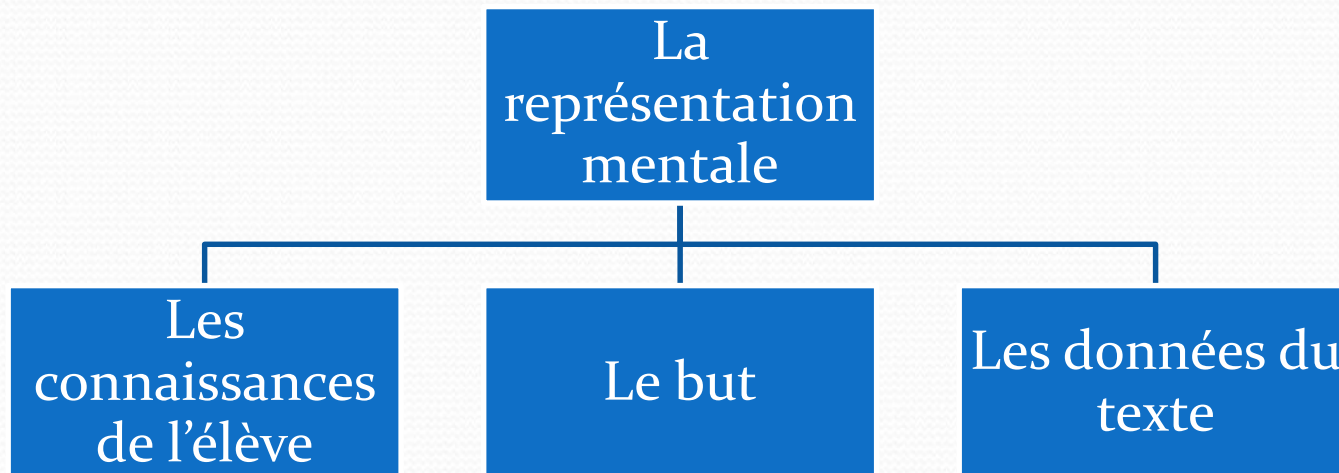 La
représentation
mentale
Les
connaissances
de l’élève
Le but
Les données du
texte